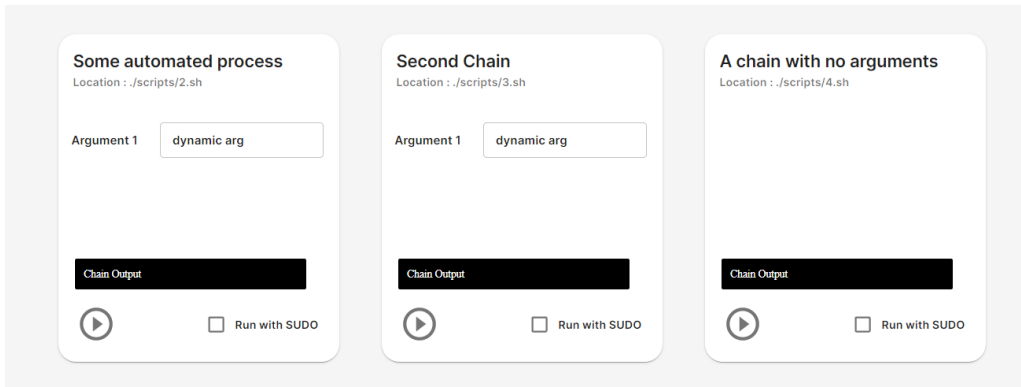 Some automated process
Location : ./scripts/2.sh
Argument 1
dynamic arg
Chain Output
Run with SUDO
Second Chain
Location : ./scripts/3.sh
Argument 1
dynamic arg
Chain Output
Run with SUDO
A chain with no arguments
Location : ./scripts/4.sh
Chain Output
Run with SUDO